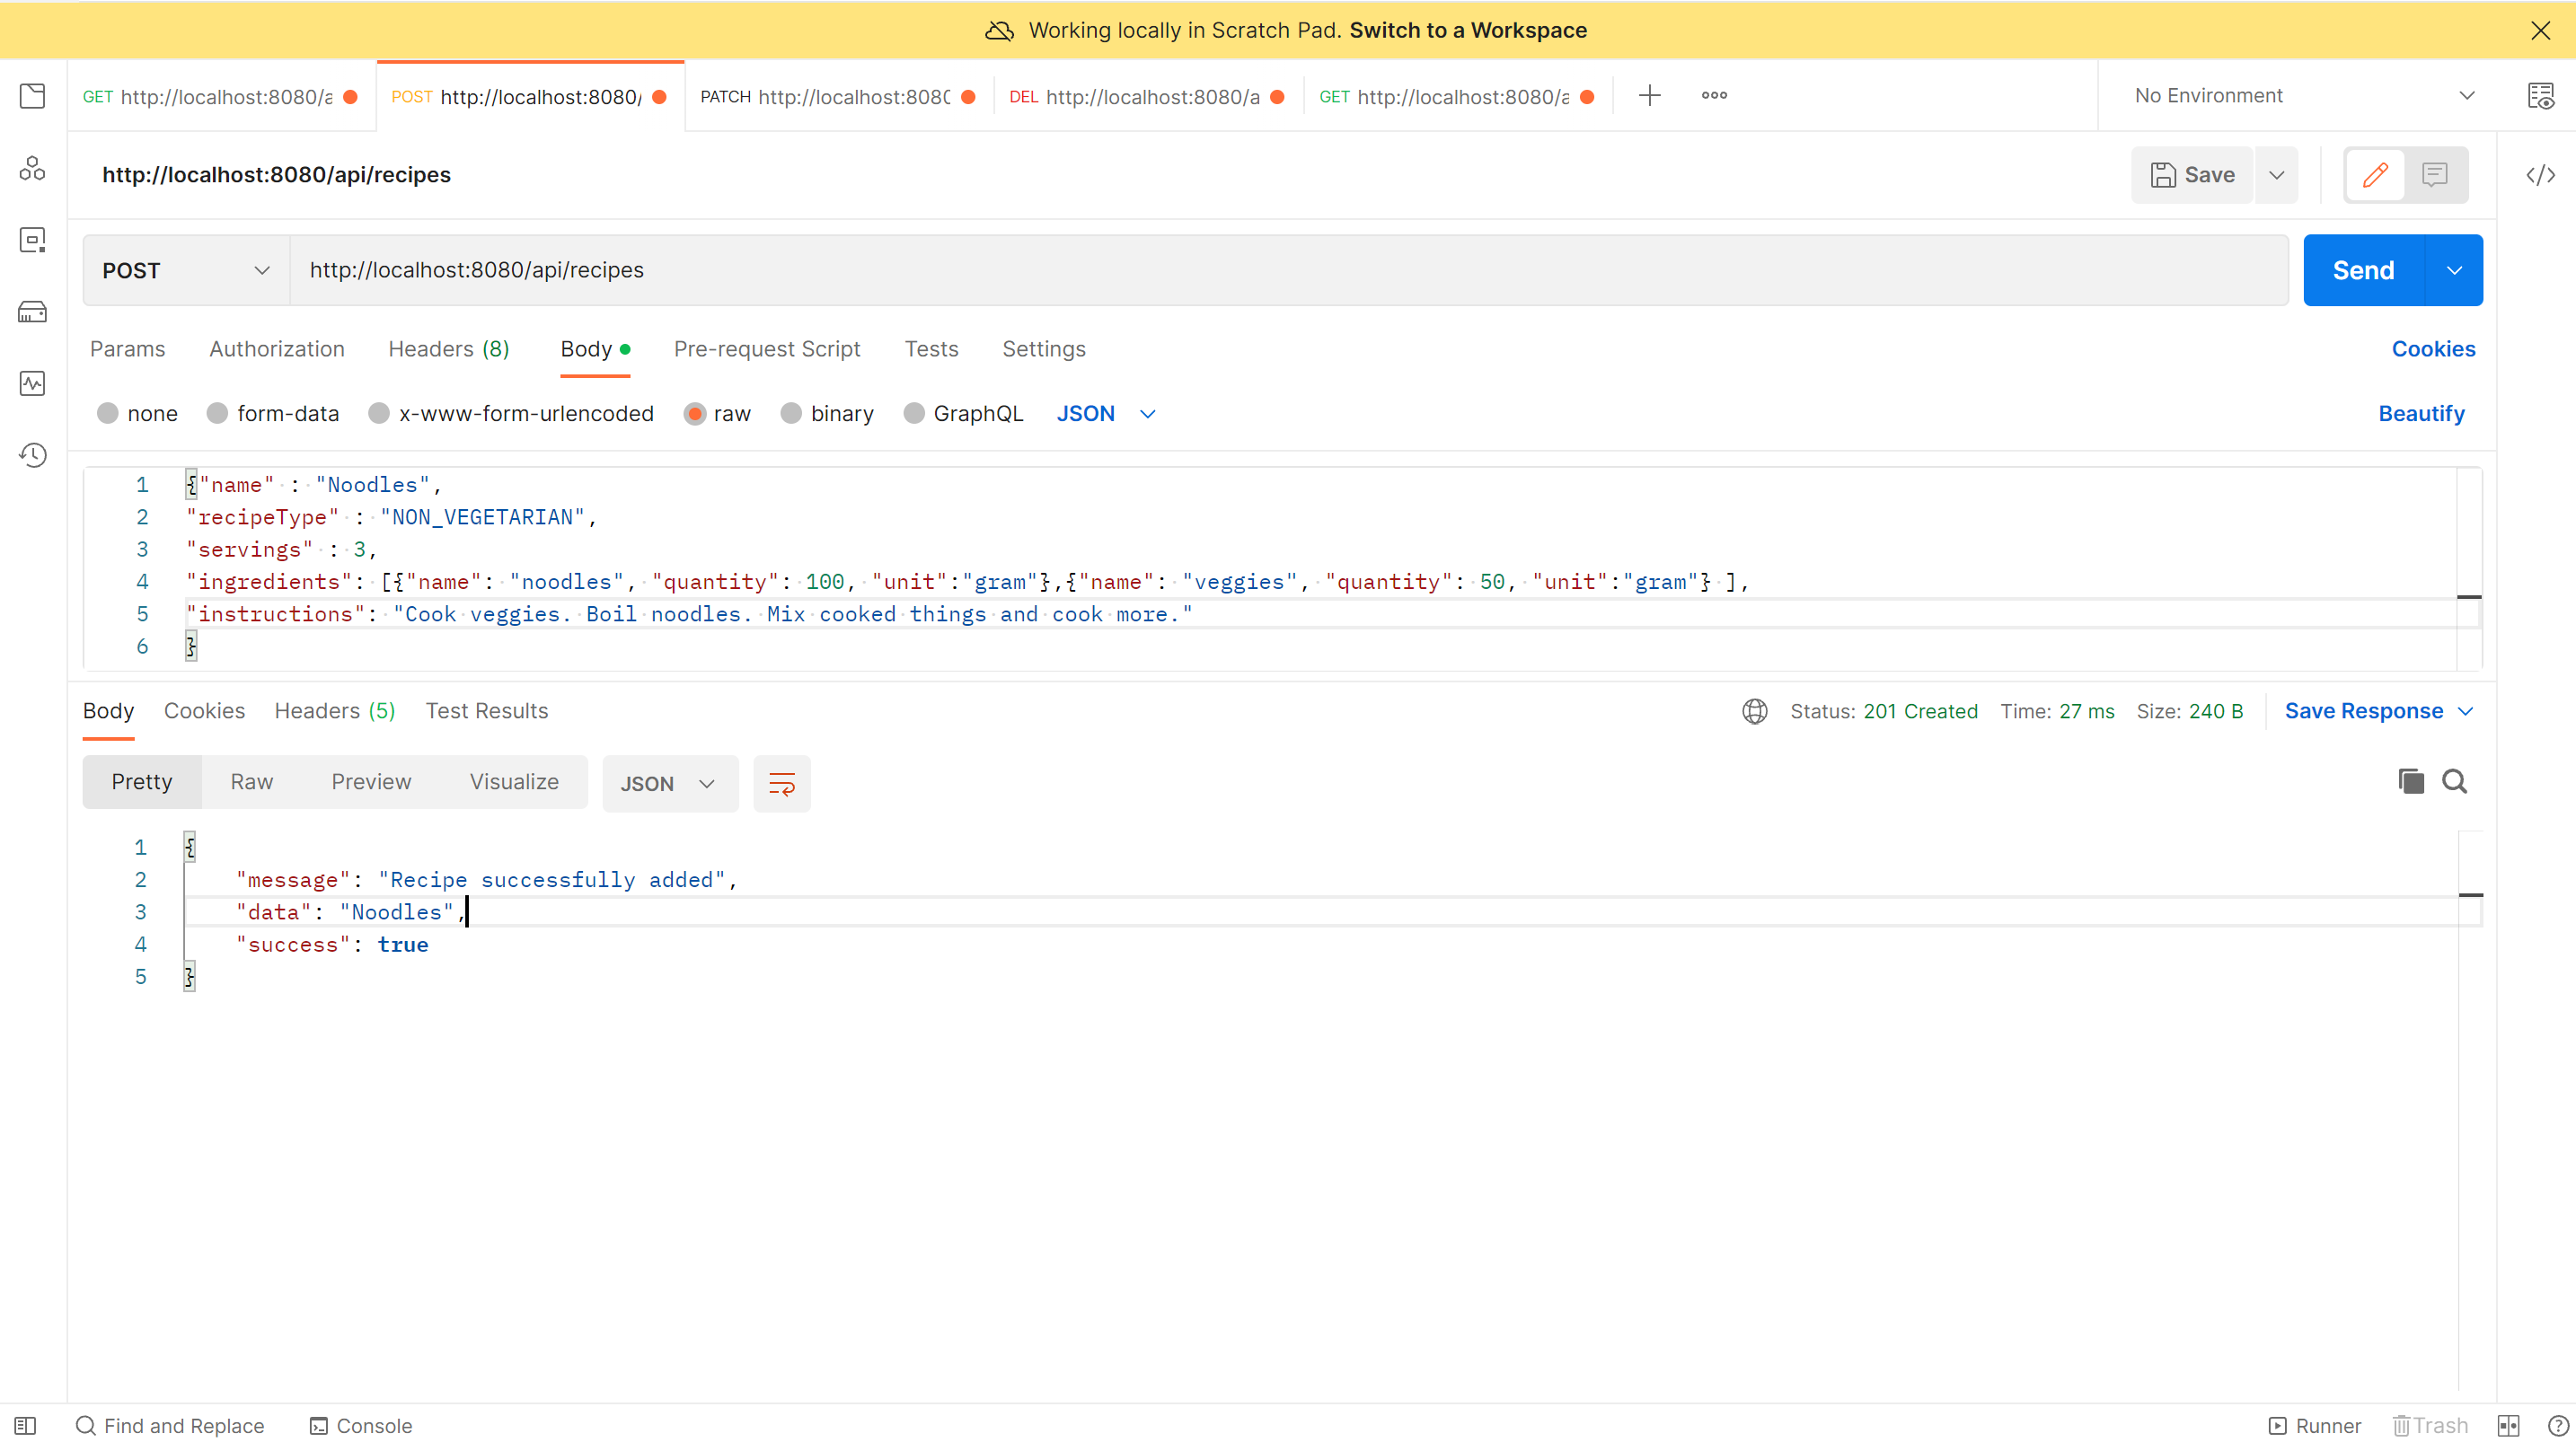 Working locally in Scratch Pad. Switch to a Workspace
GET http://localhost:8080/a
POST http://localhost:8080/
PATCH http://localhost:808
DEL http://localhost:8080/a
GET http://localhost:8080/a
No Environment
http://localhost:8080/api/recipes
Save
POST
http://localhost:8080/api/recipes
Send
Params Authorization Headers (8) Body Pre-request Script Tests Settings Cookies
none form-data x-www-form-urlencoded raw binary GraphQL JSON Beautify
1 {"name" : "Noodles",
2 "recipeType" : "NON_VEGETARIAN",
3 "servings" : 3,
4 "ingredients": [{"name": "noodles", "quantity": 100, "unit":"gram"},{"name": "veggies", "quantity": 50, "unit":"gram"} ],
5 "instructions": "Cook veggies. Boil noodles. Mix cooked things and cook more."
6 }
Body Cookies Headers (5) Test Results Status: 201 Created Time: 27 ms Size: 240 B Save Response
Pretty Raw Preview Visualize JSON
1 {
2 "message": "Recipe successfully added",
3 "data": "Noodles",
4 "success": true
5 }
Find and Replace Console Runner Trash